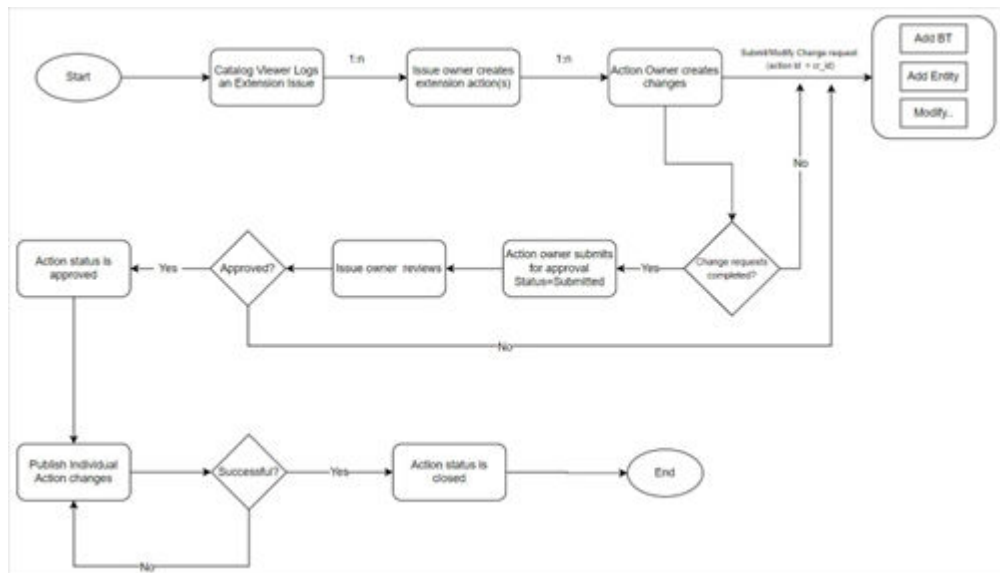 Start
Catalog Viewer Logs
an Extension Issue
1:n
Issue owner creates
extension action(s)
1:n
Action Owner creates
changes
Submit/Modify Change request
(action id + cr_id)
Add BT
Add Entity
Modify..
No
Action status is
approved
Yes
Approved?
Issue owner reviews
Action owner submits
for approval
Status=Submitted
Yes
Change requests
completed?
No
Publish Individual
Action changes
Successful?
Yes
Action status is
closed
End
No